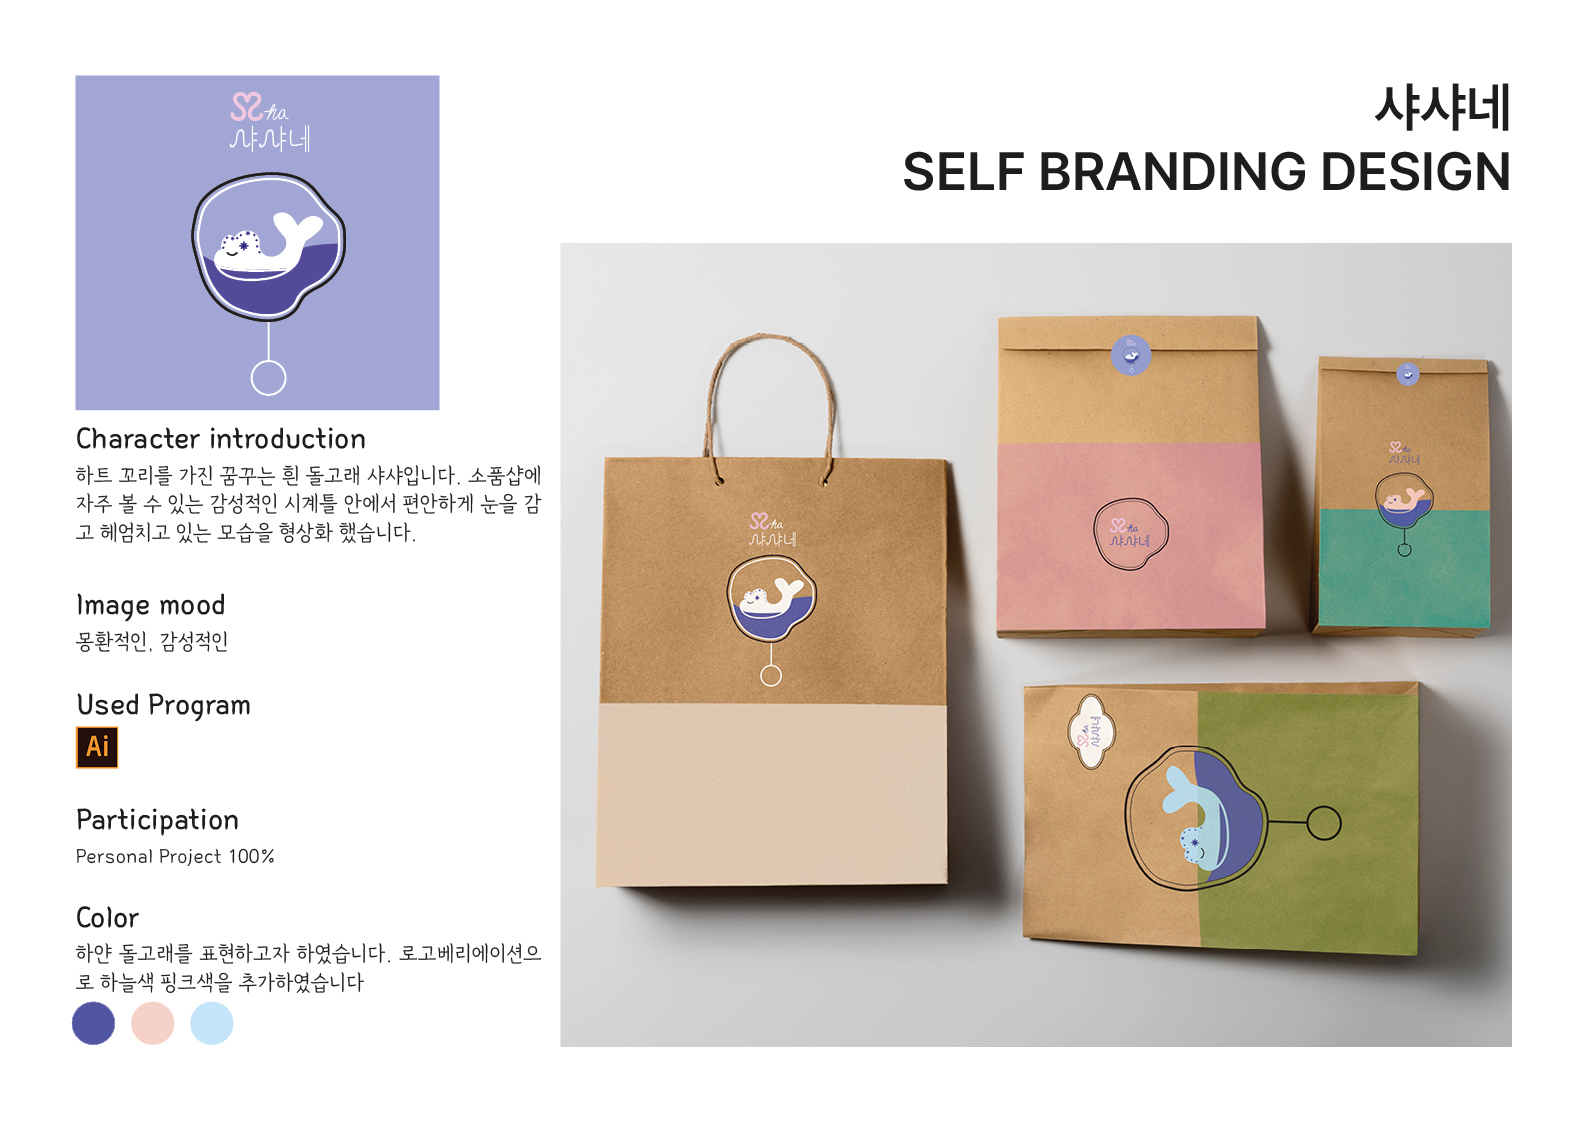 샤샤네
SELF BRANDING DESIGN
ha
샤샤네
Character introduction
하트 꼬리를 가진 꿈꾸는 흰 돌고래 샤샤입니다. 소품샵에
자주 볼 수 있는 감성적인 시계틀 안에서 편안하게 눈을 감
고 헤엄치고 있는 모습을 형상화 했습니다.
Image mood
몽환적인, 감성적인
Used Program
Ai
Participation
Personal Project 100%
Color
하얀 돌고래를 표현하고자 하였습니다. 로고베리에이션으
로 하늘색 핑크색을 추가하였습니다
ha
샤샤네
ha
샤샤네
ha
샤샤네
ha
샤샤네